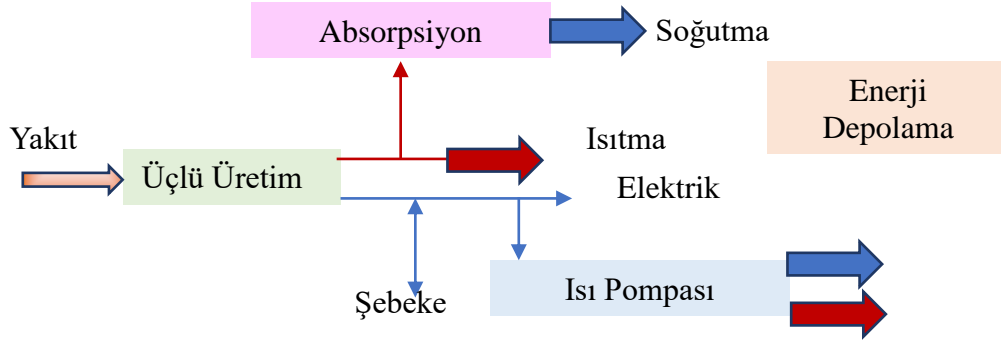 Absorpsiyon
Soğutma
Enerji
Depolama
Yakıt
Isıtma
Üçlü Üretim
Elektrik
Şebeke
Isı Pompası